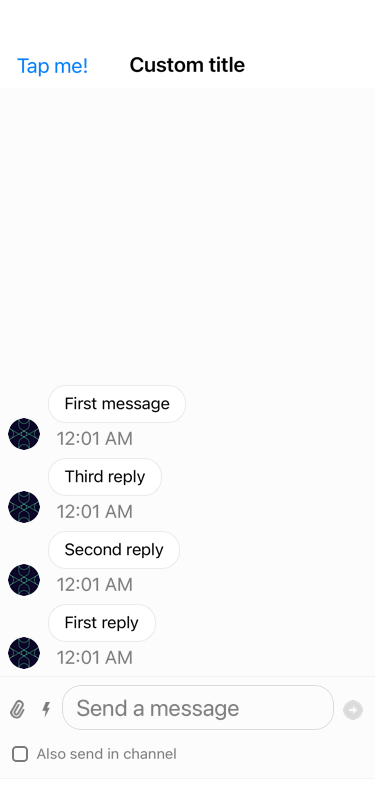 Tap me!
Custom title
First message
12:01 AM
Third reply
12:01 AM
Second reply
12:01 AM
First reply
12:01 AM
Send a message
Also send in channel